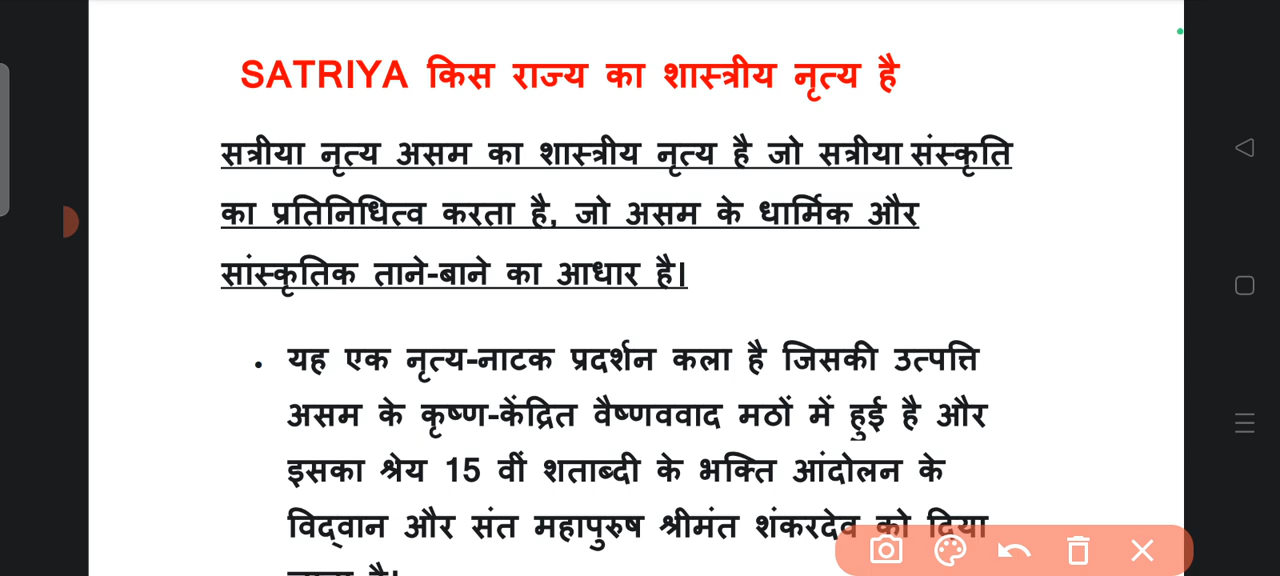 SATRIYA किस राज्य का शास्त्रीय नृत्य है
सत्रीया नृत्य असम का शास्त्रीय नृत्य है जो सत्रीया संस्कृति
का प्रतिनिधित्व करता है, जो असम के धार्मिक और
सांस्कृतिक ताने-बाने का आधार है।
• यह एक नृत्य-नाटक प्रदर्शन कला है जिसकी उत्पत्ति
असम के कृष्ण-केंद्रित वैष्णववाद मठों में हुई है और
इसका श्रेय 15 वीं शताब्दी के भक्ति आंदोलन के
विद्वान और संत महापुरुष श्रीमंत शंकरदेव को दिया